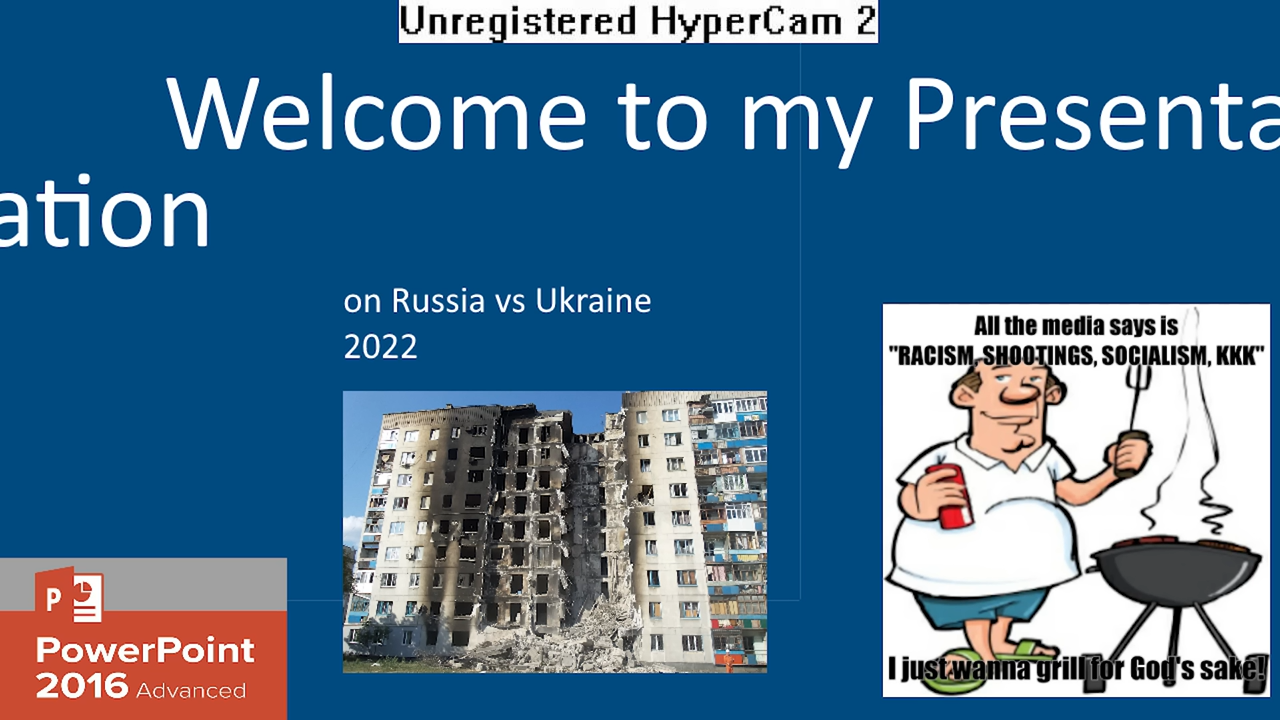 Unregistered HyperCam 2
Welcome to my Presenta
ation
on Russia vs Ukraine
2022
All the media says is
"RACISM, SHOOTINGS, SOCIALISM, KKK"
I just wanna grill for God's sake!
P
PowerPoint
2016 Advanced